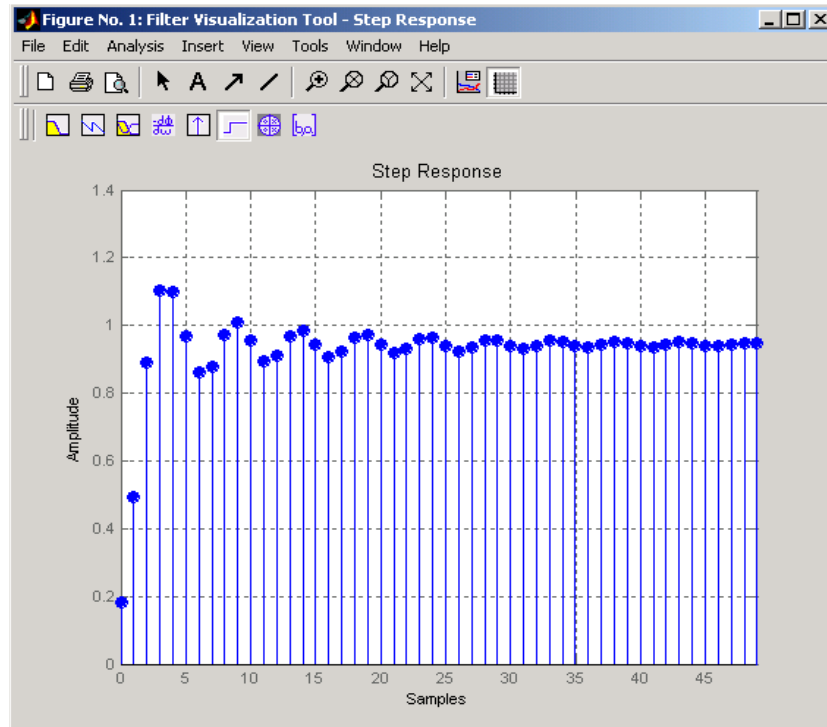 Figure No. 1: Filter Visualization Tool - Step Response
File Edit Analysis Insert View Tools Window Help
A
-dϕ
dω
[b,a]
Step Response
1.4
1.2
1
0.8
0.6
0.4
0.2
0
Amplitude
0 5 10 15 20 25 30 35 40 45
Samples